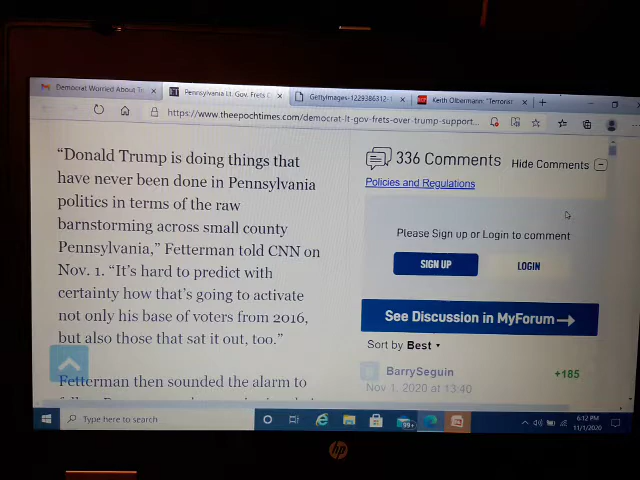 Democrat Worried About
Pennsylvania Lt. Gov. Frets
GettyImages-1229386312-
Keith Olbermann: "Terrorist
https://www.theepochtimes.com/democrat-lt-gov-frets-over-trump-support...
“Donald Trump is doing things that
have never been done in Pennsylvania
politics in terms of the raw
barnstorming across small county
Pennsylvania,” Fetterman told CNN on
Nov. 1. “It’s hard to predict with
certainty how that’s going to activate
not only his base of voters from 2016,
but also those that sat it out, too.”
Fetterman then sounded the alarm to
336 Comments
Hide Comments
Policies and Regulations
Please Sign up or Login to comment
SIGN UP
LOGIN
See Discussion in MyForum
Sort by Best
BarrySeguin
+185
Nov 1, 2020 at 13:40
Type here to search
99+
6:12 PM
11/1/2020
hp